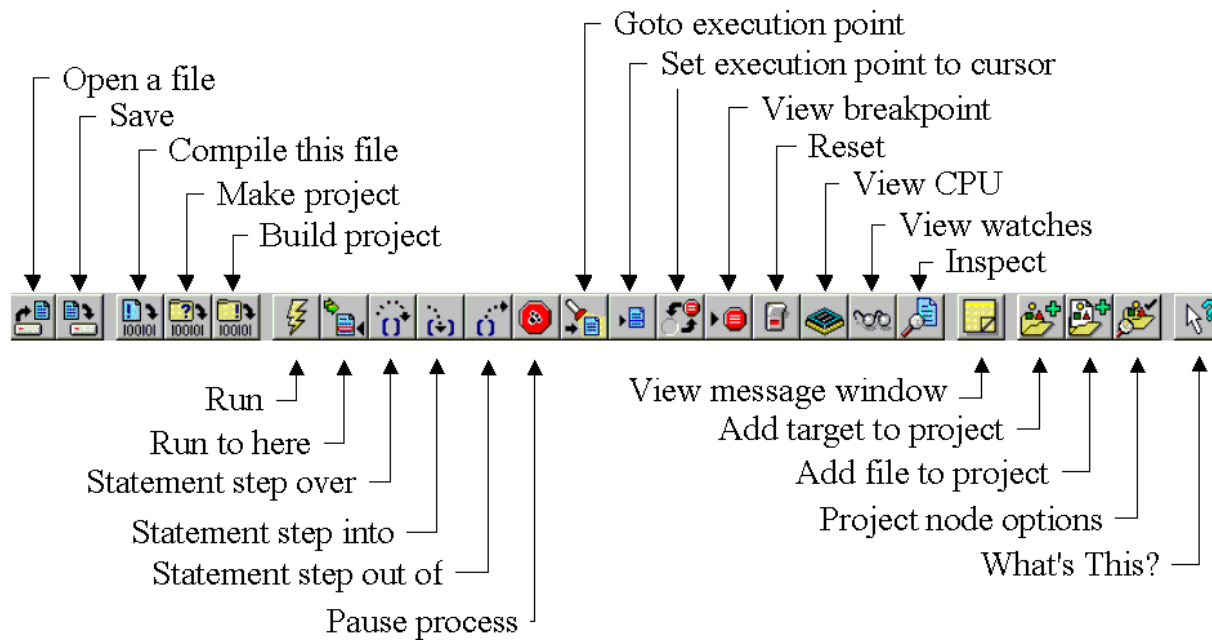 Goto execution point
Set execution point to cursor
Open a file
View breakpoint
Save
Reset
Compile this file
View CPU
Make project
View watches
Build project
Inspect
100101
100101
100101
View message window
Run
Add target to project
Run to here
Add file to project
Statement step over
Project node options
Statement step into
What's This?
Statement step out of
Pause process